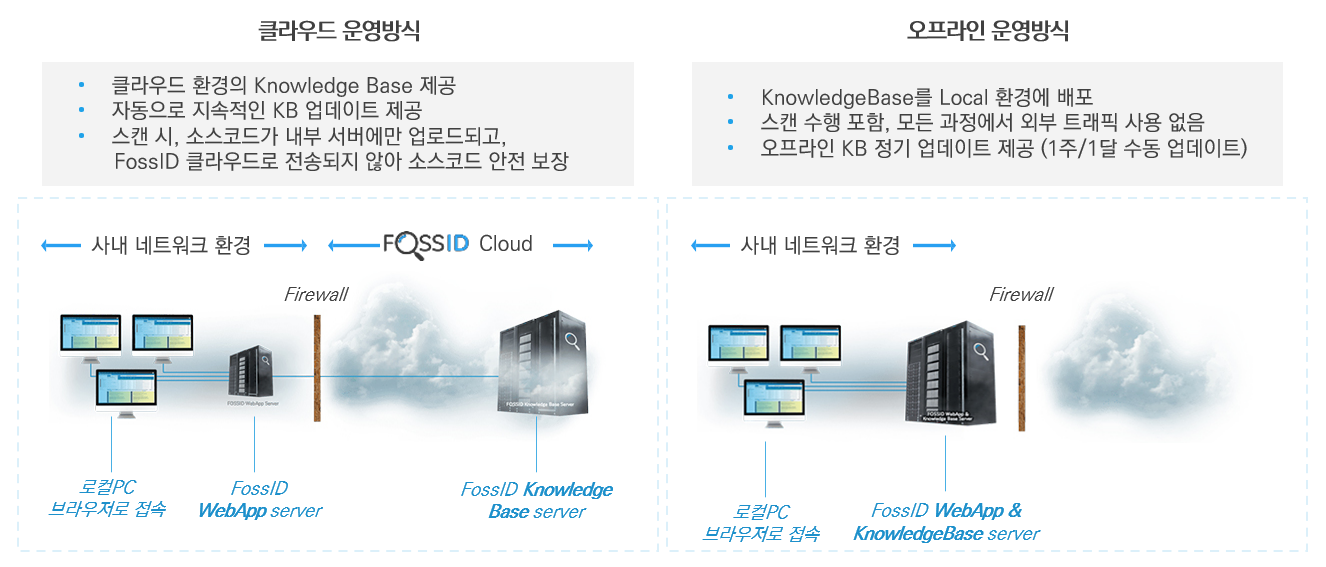 클라우드 운영방식
• 클라우드 환경의 Knowledge Base 제공
• 자동으로 지속적인 KB 업데이트 제공
• 스캔 시, 소스코드가 내부 서버에만 업로드되고,
FossID 클라우드로 전송되지 않아 소스코드 안전 보장
사내 네트워크 환경
FOSSID Cloud
Firewall
FOSSID WebApp Server
FOSSID Knowledge Base Server
로컬PC
브라우저로 접속
FossID
WebApp server
FossID Knowledge
Base server
오프라인 운영방식
• KnowledgeBase를 Local 환경에 배포
• 스캔 수행 포함, 모든 과정에서 외부 트래픽 사용 없음
• 오프라인 KB 정기 업데이트 제공 (1주/1달 수동 업데이트)
사내 네트워크 환경
Firewall
FOSSID WebApp &
Knowledge Base Server
로컬PC
브라우저로 접속
FossID WebApp &
KnowledgeBase server